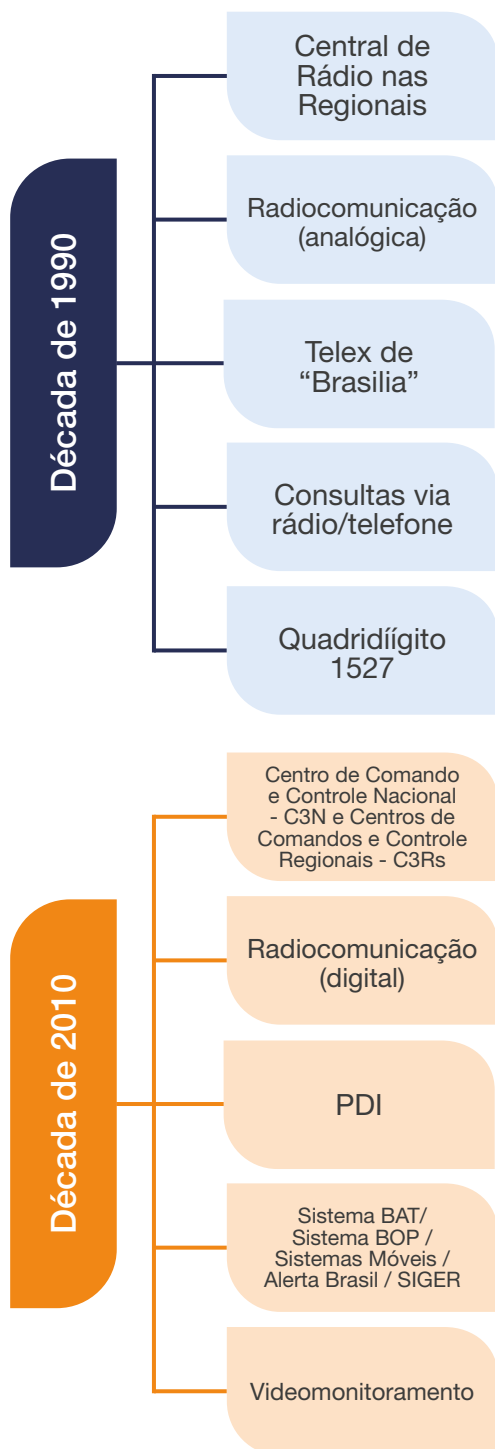 Década de 1990
Central de
Rádio nas
Regionais
Radiocomunicação
(analógica)
Telex de
“Brasilia”
Consultas via
rádio/telefone
Quadridíígito
1527
Década de 2010
Centro de Comando
e Controle Nacional
- C3N e Centros de
Comandos e Controle
Regionais - C3Rs
Radiocomunicação
(digital)
PDI
Sistema BAT/
Sistema BOP /
Sistemas Móveis /
Alerta Brasil / SIGER
Videomonitoramento